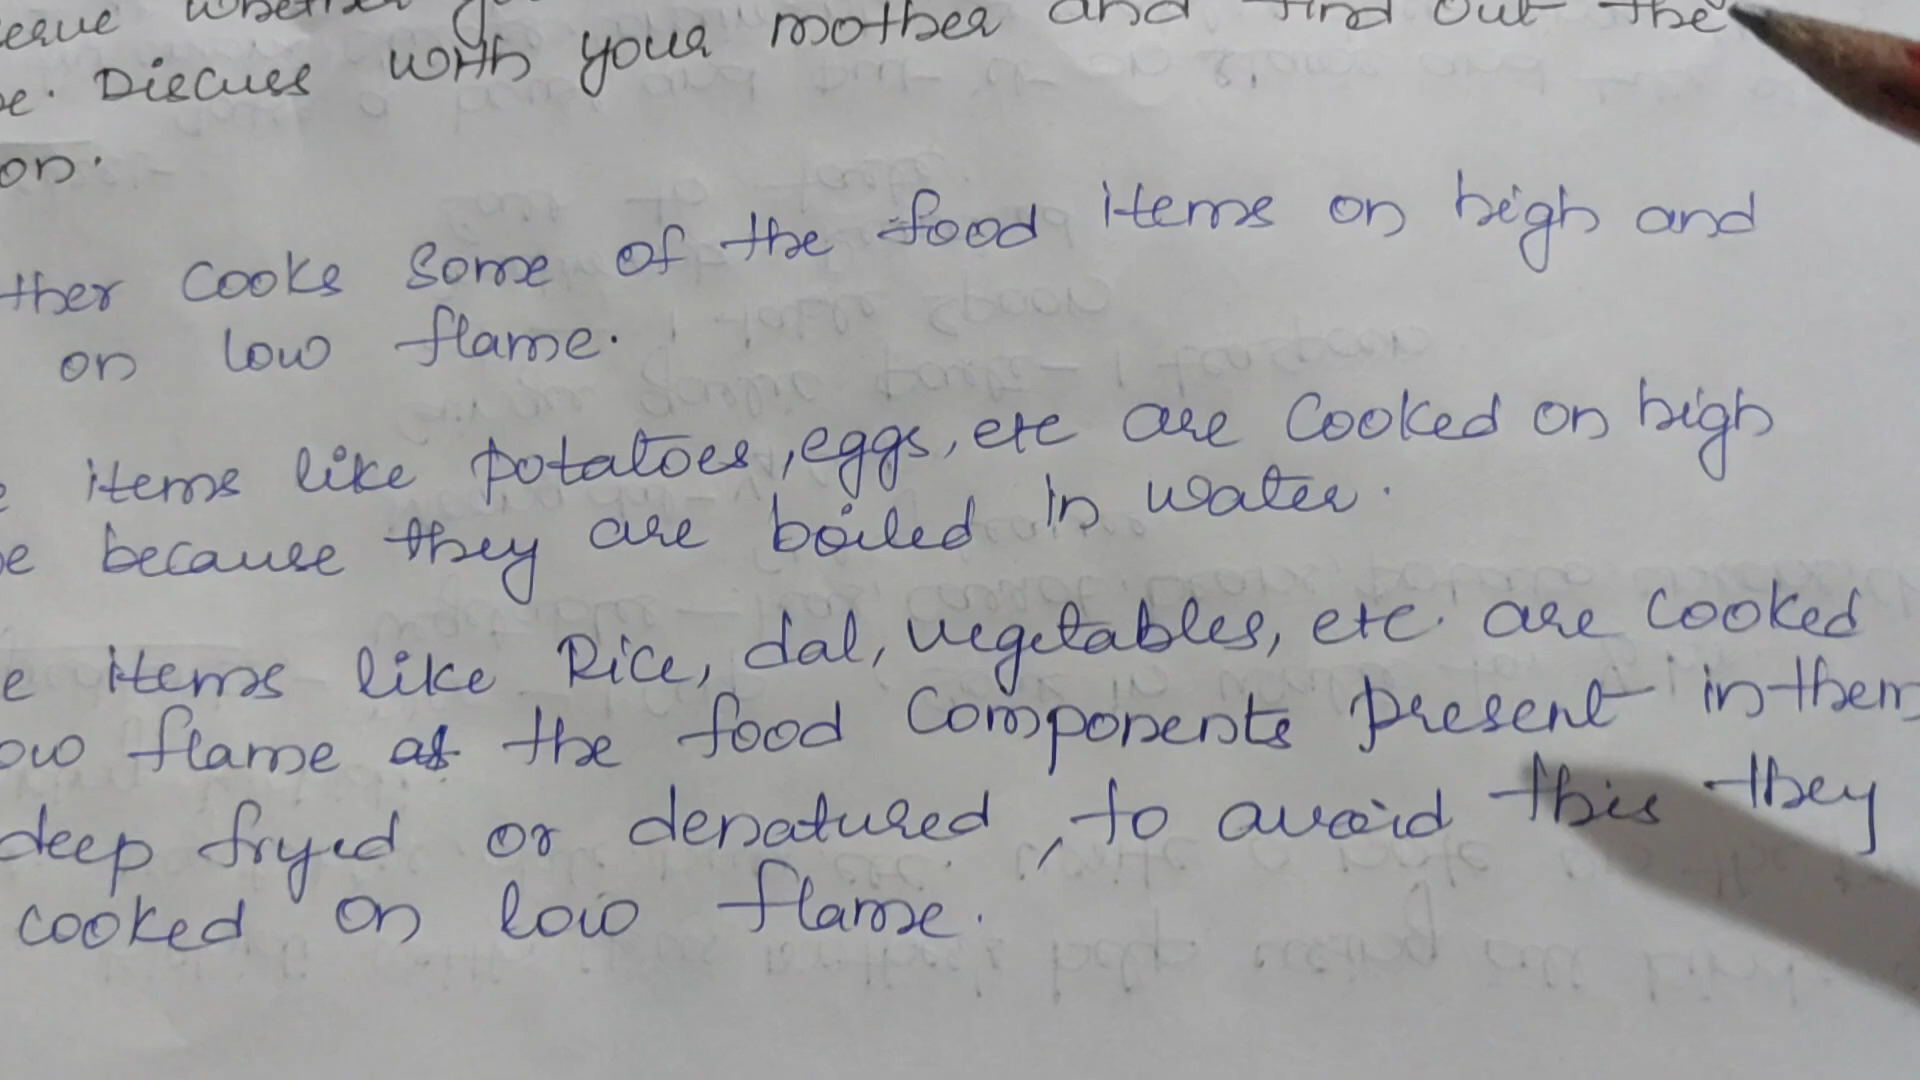 whether
Discuss with your mother and find out the
on.
ther cooks some of the food items on high and
on low flame.
items like potatoes, eggs, etc are cooked on high
e because they are boiled in water.
e items like Rice, dal, vegetables, etc. are cooked
ow flame as the food components present in them
deep fryed or denatured, to avoid this they
cooked on low flame.